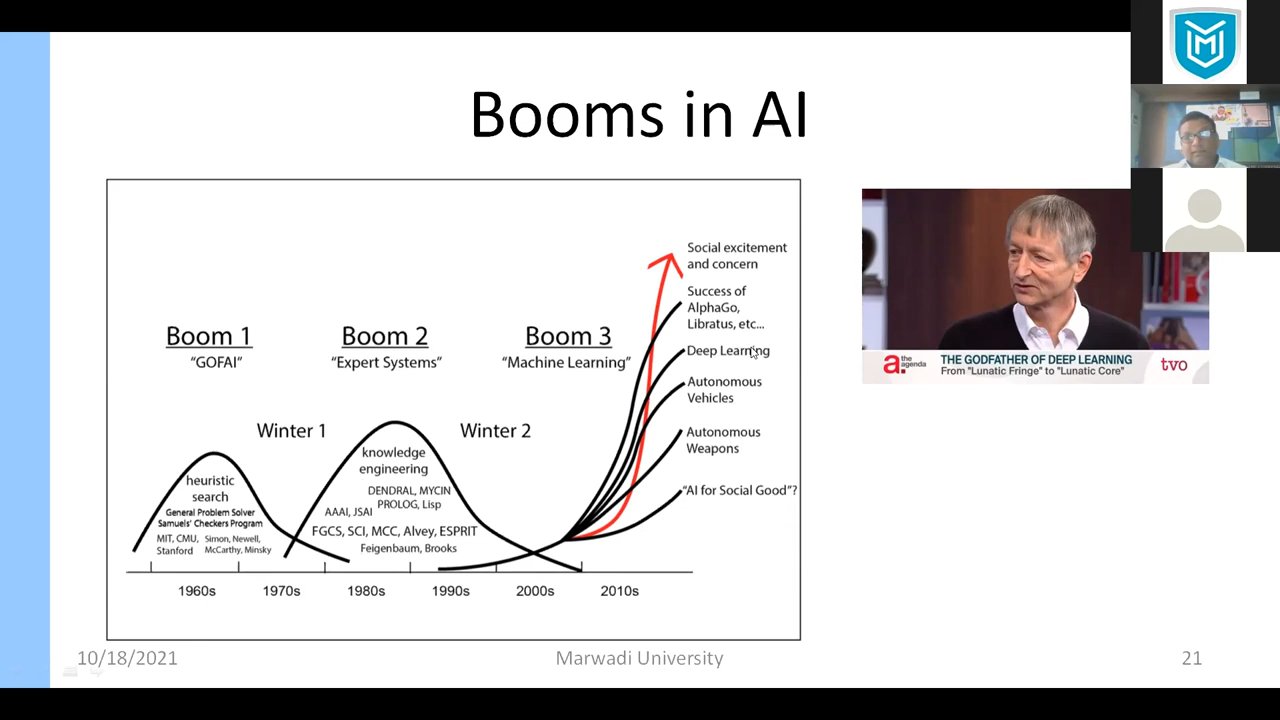 Booms in AI
Boom 1
"GOFAI"
Boom 2
"Expert Systems"
Boom 3
"Machine Learning"
Winter 1
Winter 2
heuristic
search
General Problem Solver
Samuels' Checkers Program
MIT, CMU,
Stanford
Simon, Newell,
McCarthy, Minsky
knowledge
engineering
DENDRAL, MYCIN
PROLOG, Lisp
AAAI, JSAI
FGCS, SCI, MCC, Alvey, ESPRIT
Feigenbaum, Brooks
Social excitement
and concern
Success of
AlphaGo,
Libratus, etc...
Deep Learning
Autonomous
Vehicles
Autonomous
Weapons
"AI for Social Good"?
1960s 1970s 1980s 1990s 2000s 2010s
a. the agenda
THE GODFATHER OF DEEP LEARNING
From "Lunatic Fringe" to "Lunatic Core"
tvo
10/18/2021 Marwadi University 21